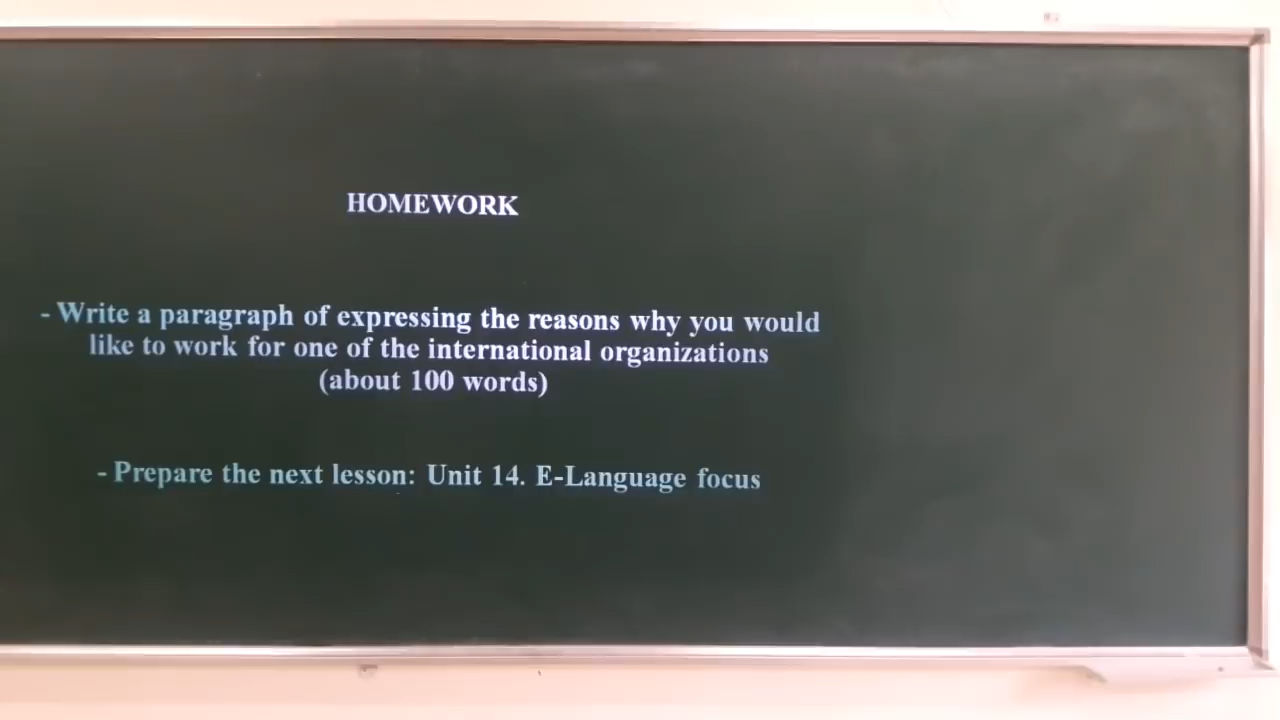 HOMEWORK
- Write a paragraph of expressing the reasons why you would
like to work for one of the international organizations
(about 100 words)
- Prepare the next lesson: Unit 14. E-Language focus